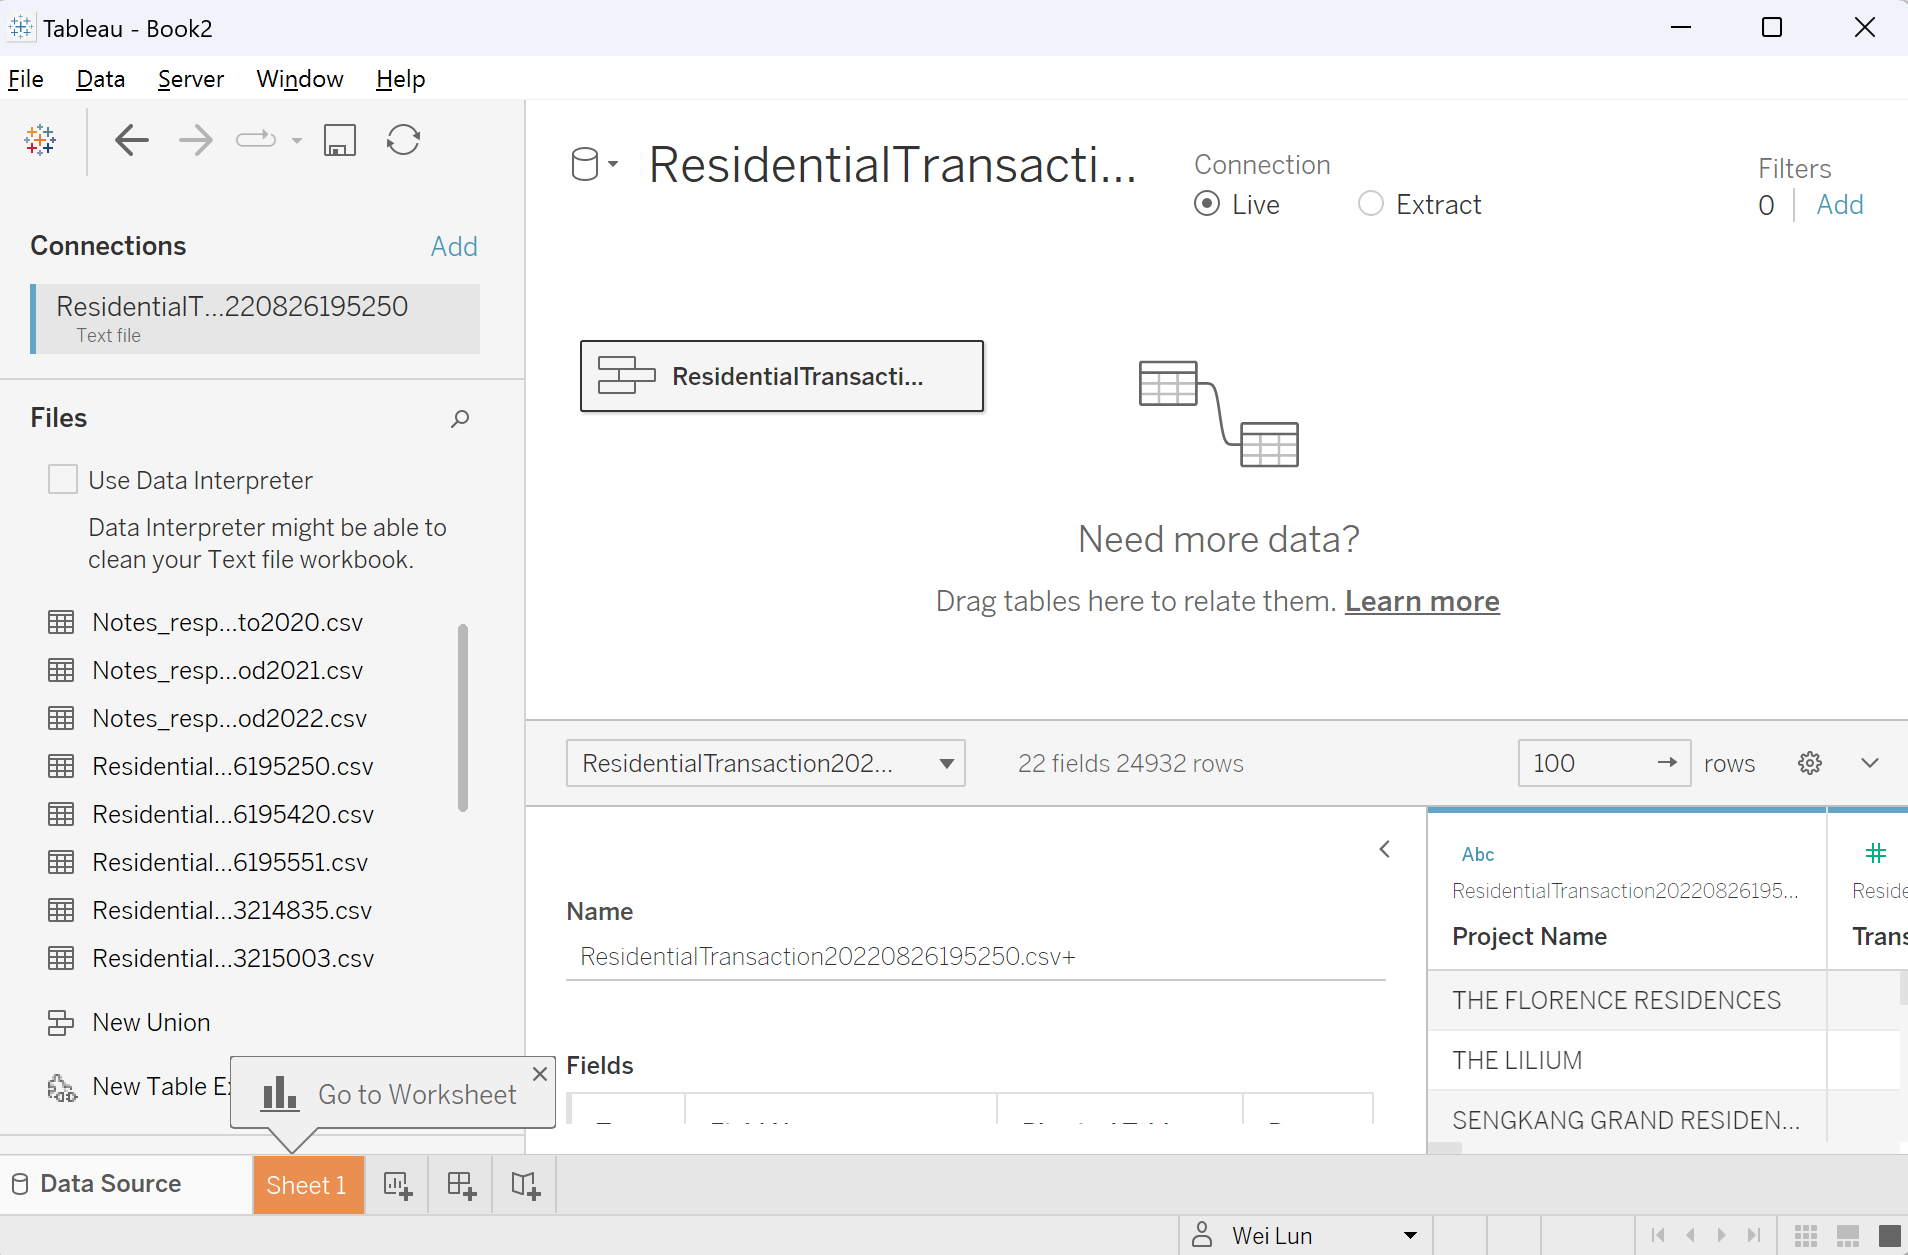 Tableau - Book2
File Data Server Window Help
Connections Add
ResidentialT...220826195250
Text file
Files
Use Data Interpreter
Data Interpreter might be able to
clean your Text file workbook.
Notes_resp...to2020.csv
Notes_resp...od2021.csv
Notes_resp...od2022.csv
Residential...6195250.csv
Residential...6195420.csv
Residential...6195551.csv
Residential...3214835.csv
Residential...3215003.csv
New Union
New Table Ex
Go to Worksheet
ResidentialTransacti...
Connection
Live Extract
Filters
0 Add
ResidentialTransacti...
Need more data?
Drag tables here to relate them. Learn more
ResidentialTransaction202... 22 fields 24932 rows 100 rows
Name
ResidentialTransaction20220826195250.csv+
Fields
Abc
ResidentialTransaction20220826195...
Project Name
THE FLORENCE RESIDENCES
THE LILIUM
SENGKANG GRAND RESIDEN...
#
Reside
Trans
Data Source Sheet 1
Wei Lun